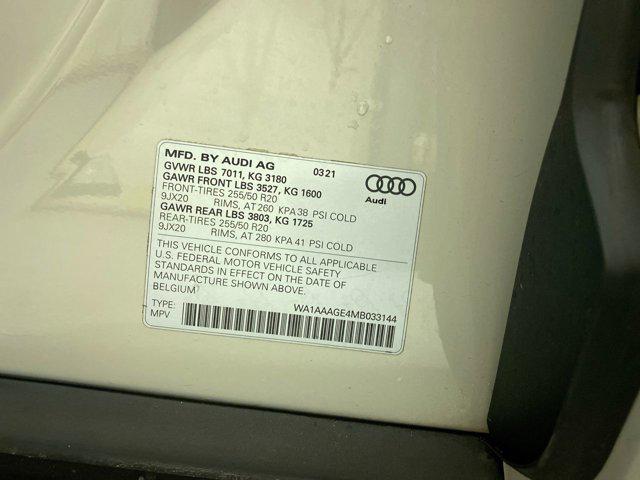 MFD. BY AUDI AG 0321
GVWR LBS 7011, KG 3180
GAWR FRONT LBS 3527, KG 1600
FRONT-TIRES 255/50 R20
9JX20 RIMS, AT 260 KPA 38 PSI COLD
GAWR REAR LBS 3803, KG 1725
REAR-TIRES 255/50 R20
9JX20 RIMS, AT 280 KPA 41 PSI COLD
Audi
THIS VEHICLE CONFORMS TO ALL APPLICABLE
U.S. FEDERAL MOTOR VEHICLE SAFETY
STANDARDS IN EFFECT ON THE DATE OF
MANUFACTURE SHOWN ABOVE.
BELGIUM
WA1AAAGE4MB033144
TYPE:
MPV